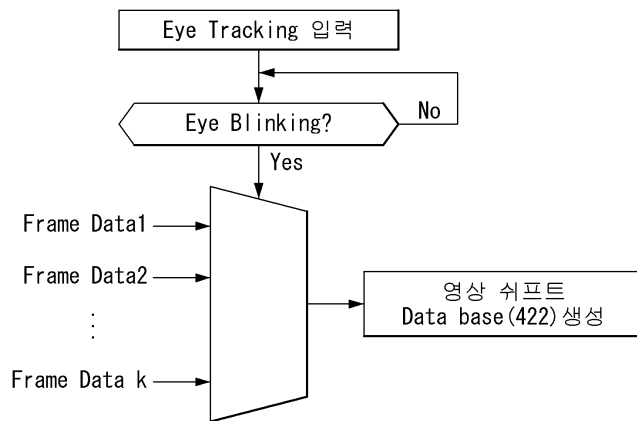 Eye Tracking 입력
Eye Blinking?
No
Yes
Frame Data1
Frame Data2
⋮
Frame Data k
영상 쉬프트
Data base(422)생성